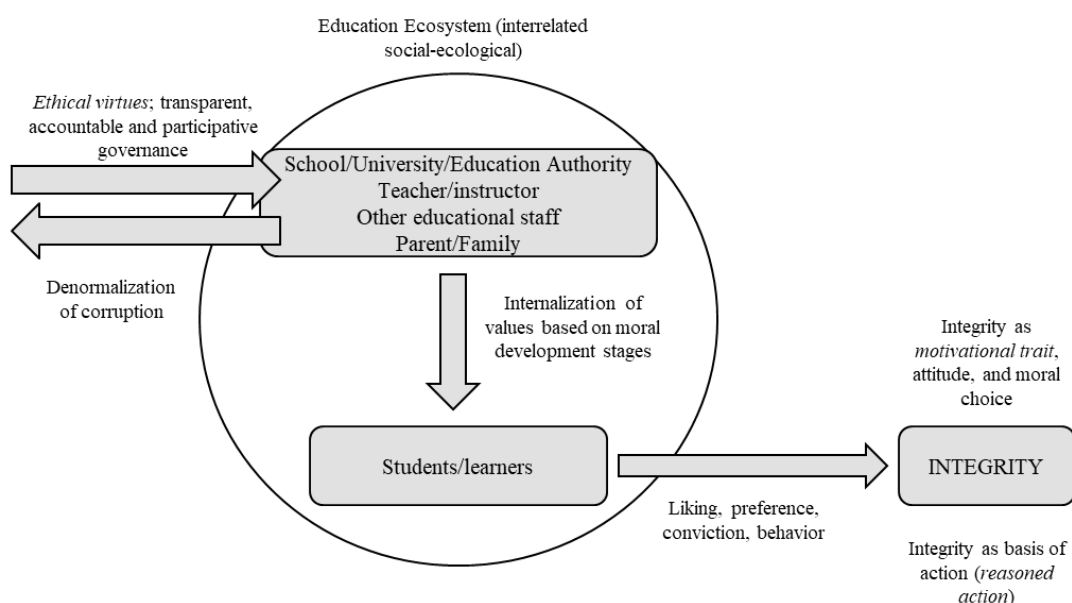 Education Ecosystem (interrelated
social-ecological)
Ethical virtues; transparent,
accountable and participative
governance
School/University/Education Authority
Teacher/instructor
Other educational staff
Parent/Family
Denormalization
of corruption
Internalization of
values based on moral
development stages
Integrity as
motivational trait,
attitude, and moral
choice
Students/learners
INTEGRITY
Liking, preference,
conviction, behavior
Integrity as basis of
action (reasoned
action)